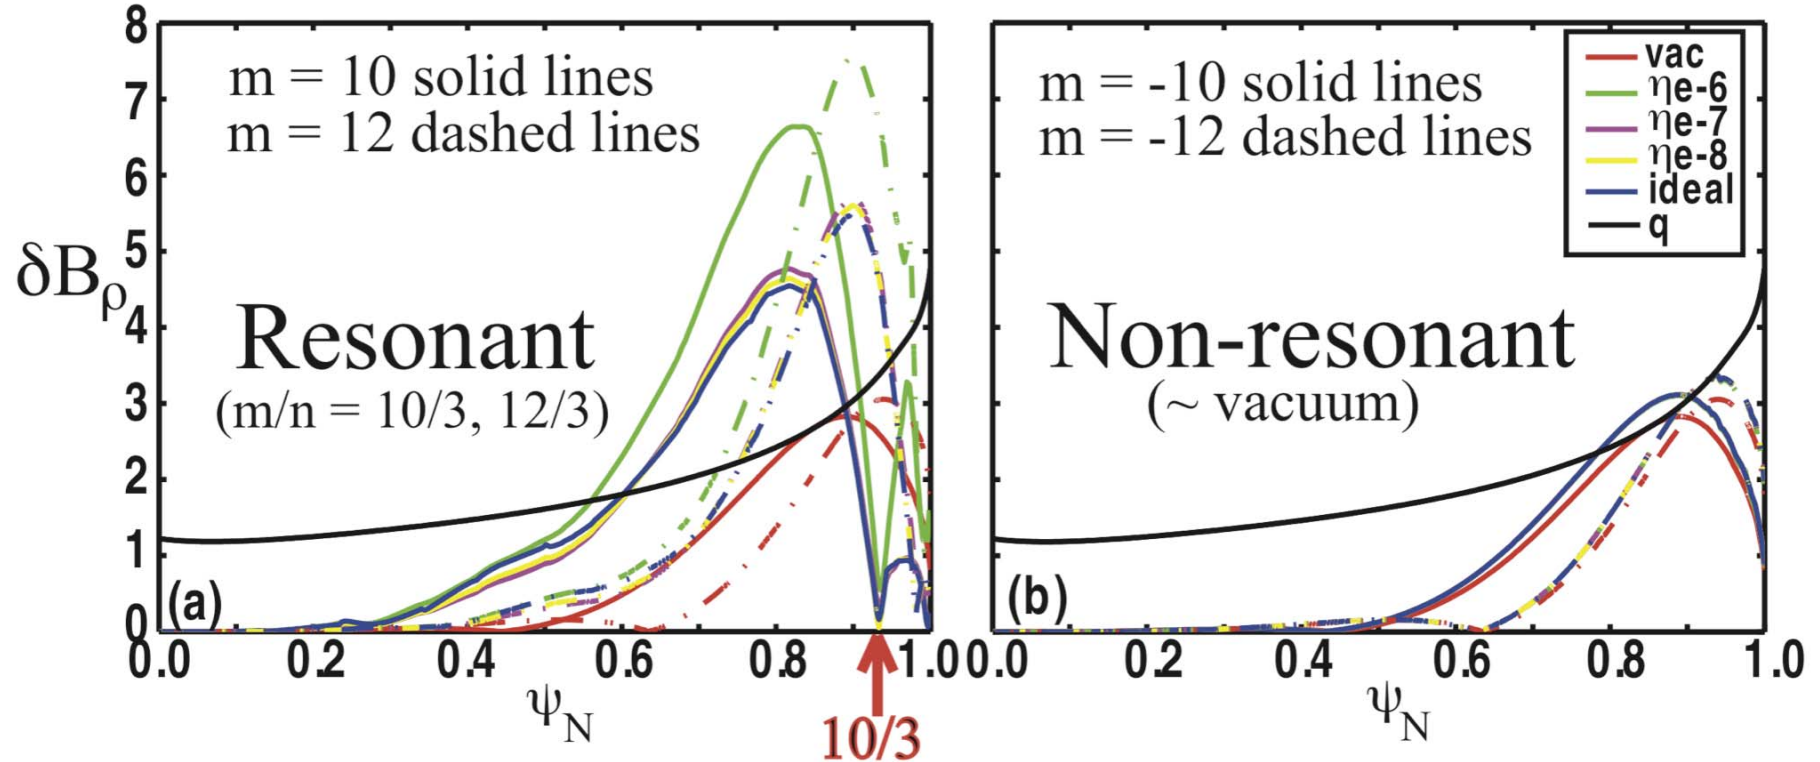 8
7
6
5
4
3
2
1
0
δBρ
m = 10 solid lines
m = 12 dashed lines
Resonant
(m/n = 10/3, 12/3)
(a)
0.0 0.2 0.4 0.6 0.8 1.0
ψN
10/3
m = -10 solid lines
m = -12 dashed lines
vac
ηe-6
ηe-7
ηe-8
ideal
q
Non-resonant
(~ vacuum)
(b)
0.0 0.2 0.4 0.6 0.8 1.0
ψN